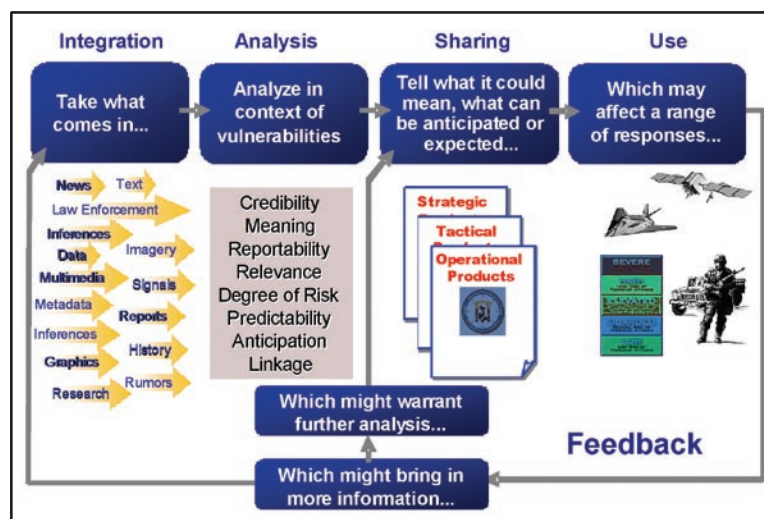 Integration
Analysis
Sharing
Use
Take what
comes in...
Analyze in
context of
vulnerabilities
Tell what it could
mean, what can
be anticipated or
expected...
Which may
affect a range
of responses...
News
Text
Law Enforcement
Inferences
Imagery
Data
Multimedia
Signals
Metadata
Reports
Inferences
History
Graphics
Rumors
Research
Credibility
Meaning
Reportability
Relevance
Degree of Risk
Predictability
Anticipation
Linkage
Strategic
Tactical
Operational
Products
SEVERE
Which might warrant
further analysis...
Feedback
Which might bring in
more information...